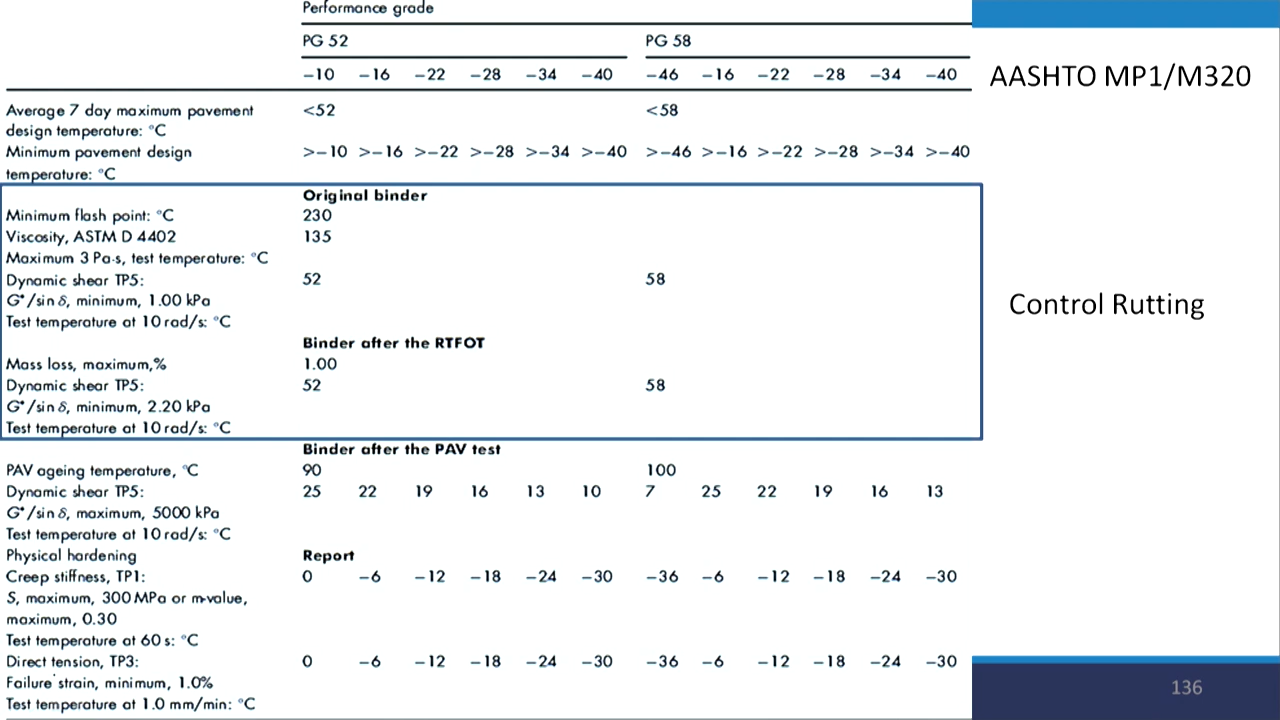 Performance grade
PG 52 PG 58
−10 −16 −22 −28 −34 −40 −46 −16 −22 −28 −34 −40
AASHTO MP1/M320
Average 7 day maximum pavement <52 <58
design temperature: °C
Minimum pavement design >−10 >−16 >−22 >−28 >−34 >−40 >−46 >−16 >−22 >−28 >−34 >−40
temperature: °C
Original binder
Minimum flash point: °C 230
Viscosity, ASTM D 4402 135
Maximum 3 Pa·s, test temperature: °C
Dynamic shear TP5: 52 58
G*/sin δ, minimum, 1.00 kPa
Test temperature at 10 rad/s: °C
Control Rutting
Binder after the RTFOT
Mass loss, maximum,% 1.00
Dynamic shear TP5: 52 58
G*/sin δ, minimum, 2.20 kPa
Test temperature at 10 rad/s: °C
Binder after the PAV test
PAV ageing temperature, °C 90 100
Dynamic shear TP5: 25 22 19 16 13 10 7 25 22 19 16 13
G*/sin δ, maximum, 5000 kPa
Test temperature at 10 rad/s: °C
Physical hardening Report
Creep stiffness, TP1: 0 −6 −12 −18 −24 −30 −36 −6 −12 −18 −24 −30
S, maximum, 300 MPa or m-value,
maximum, 0.30
Test temperature at 60 s: °C
Direct tension, TP3: 0 −6 −12 −18 −24 −30 −36 −6 −12 −18 −24 −30
Failure strain, minimum, 1.0%
Test temperature at 1.0 mm/min: °C
136